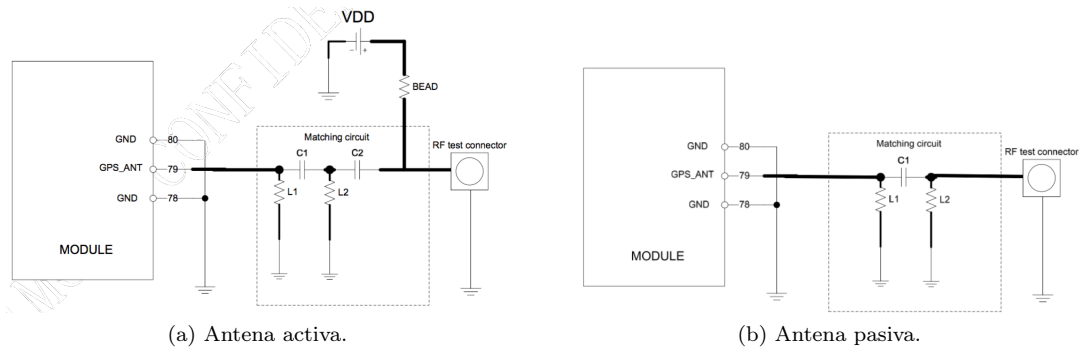 VDD
- +
BEAD
Matching circuit
C1 C2
RF test connector
GND 80
GPS_ANT 79
L1 L2
GND 78
MODULE
(a) Antena activa.
Matching circuit
C1
RF test connector
GND 80
GPS_ANT 79
L1 L2
GND 78
MODULE
(b) Antena pasiva.